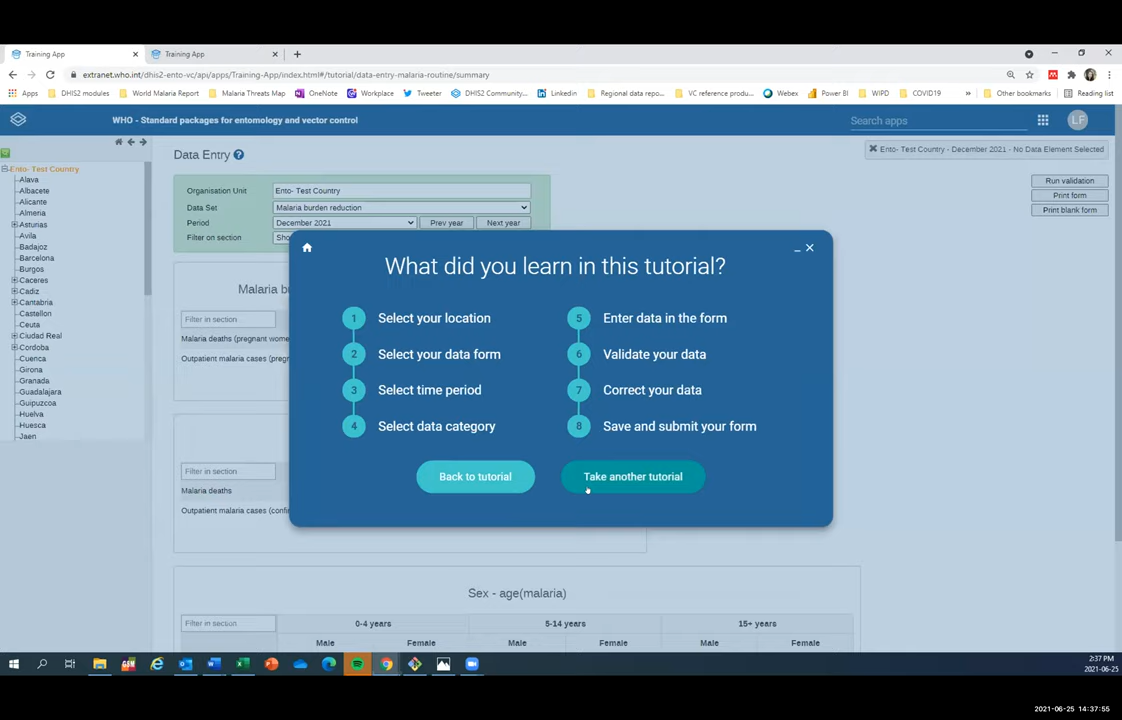 Training App
Training App
extranet.who.int/dhis2-ento-vc/api/apps/Training-App/index.html#/tutorial/data-entry-malaria-routine/summary
Apps DHIS2 modules World Malaria Report Malaria Threats Map OneNote Workplace Tweeter DHIS2 Community... Linkedin Regional data repo... VC reference produ... Webex Power BI WIPD COVID19 » Other bookmarks Reading list
WHO - Standard packages for entomology and vector control
Search apps
LF
Ento- Test Country
Alava
Albacete
Alicante
Almeria
Asturias
Avila
Badajoz
Barcelona
Burgos
Caceres
Cadiz
Cantabria
Castellon
Ceuta
Ciudad Real
Cordoba
Cuenca
Girona
Granada
Guadalajara
Guipuzcoa
Huelva
Huesca
Jaen
Data Entry
Ento- Test Country - December 2021 - No Data Element Selected
Run validation
Print form
Print blank form
Organisation Unit Ento- Test Country
Data Set Malaria burden reduction
Period December 2021 Prev year Next year
Filter on section
Malaria
Filter in section
Malaria deaths (pregnant
Outpatient malaria cases
What did you learn in this tutorial?
1 Select your location
2 Select your data form
3 Select time period
4 Select data category
5 Enter data in the form
6 Validate your data
7 Correct your data
8 Save and submit your form
Back to tutorial
Take another tutorial
Filter in section
Malaria deaths
Outpatient malaria cases
Sex - age(malaria)
Filter in section
0-4 years 5-14 years 15+ years
Male Female Male Female Male Female
2:37 PM
2021-06-25
2021-06-25 14:37:55